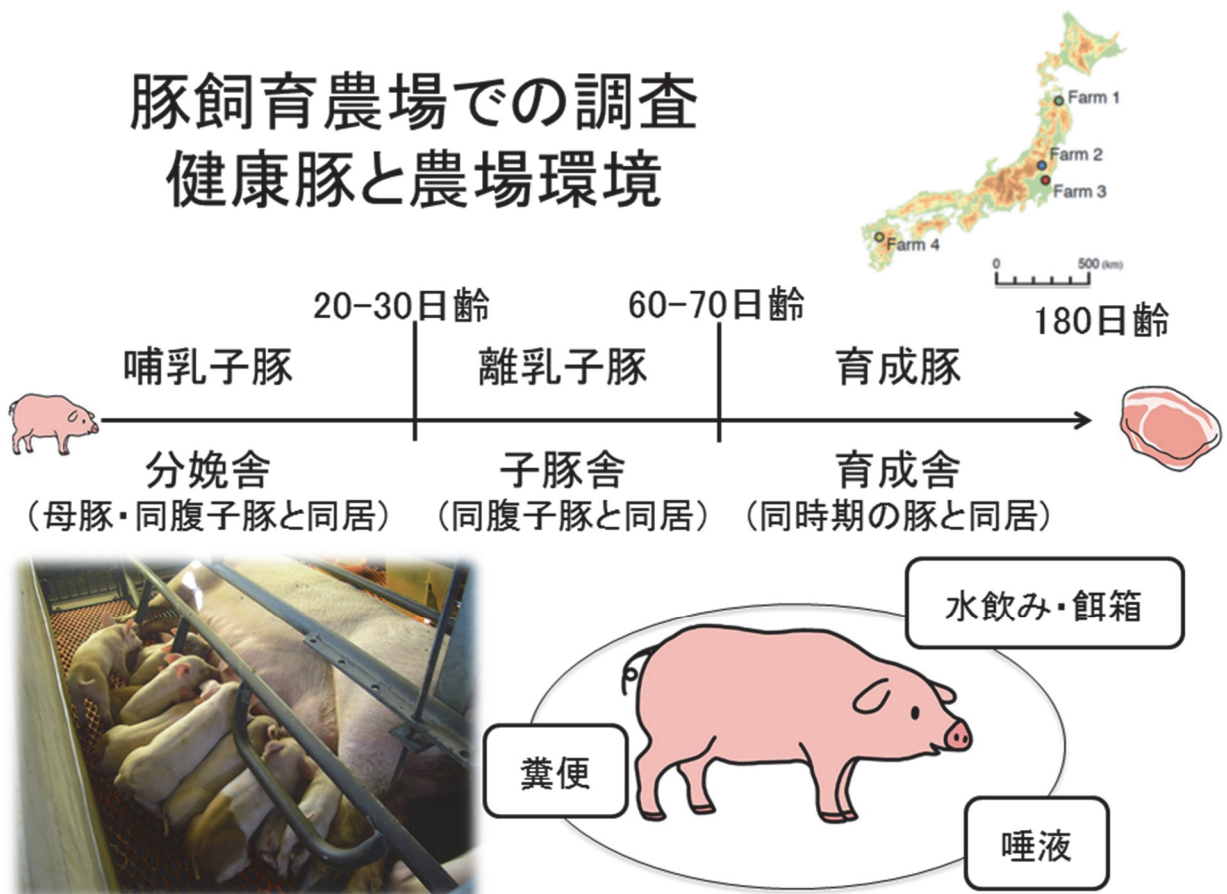 豚飼育農場での調査
健康豚と農場環境
Farm 1
Farm 2
Farm 3
Farm 4
0 500 (km)
20-30日齢
60-70日齢
180日齢
哺乳子豚
離乳子豚
育成豚
分娩舎
子豚舎
育成舎
(母豚・同腹子豚と同居)
(同腹子豚と同居)
(同時期の豚と同居)
水飲み・餌箱
糞便
唾液